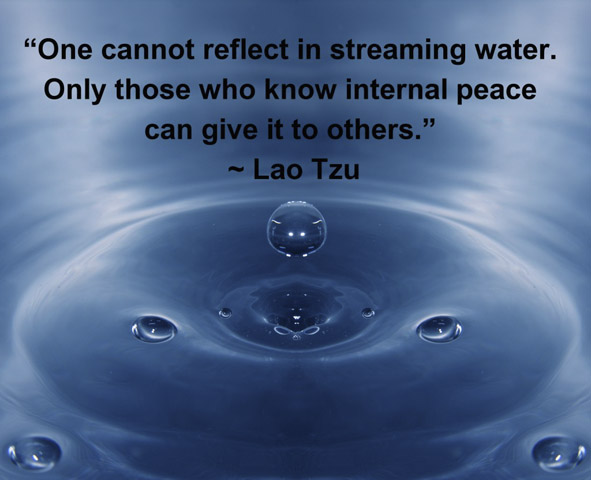 “One cannot reflect in streaming water.
Only those who know internal peace
can give it to others.”
~ Lao Tzu